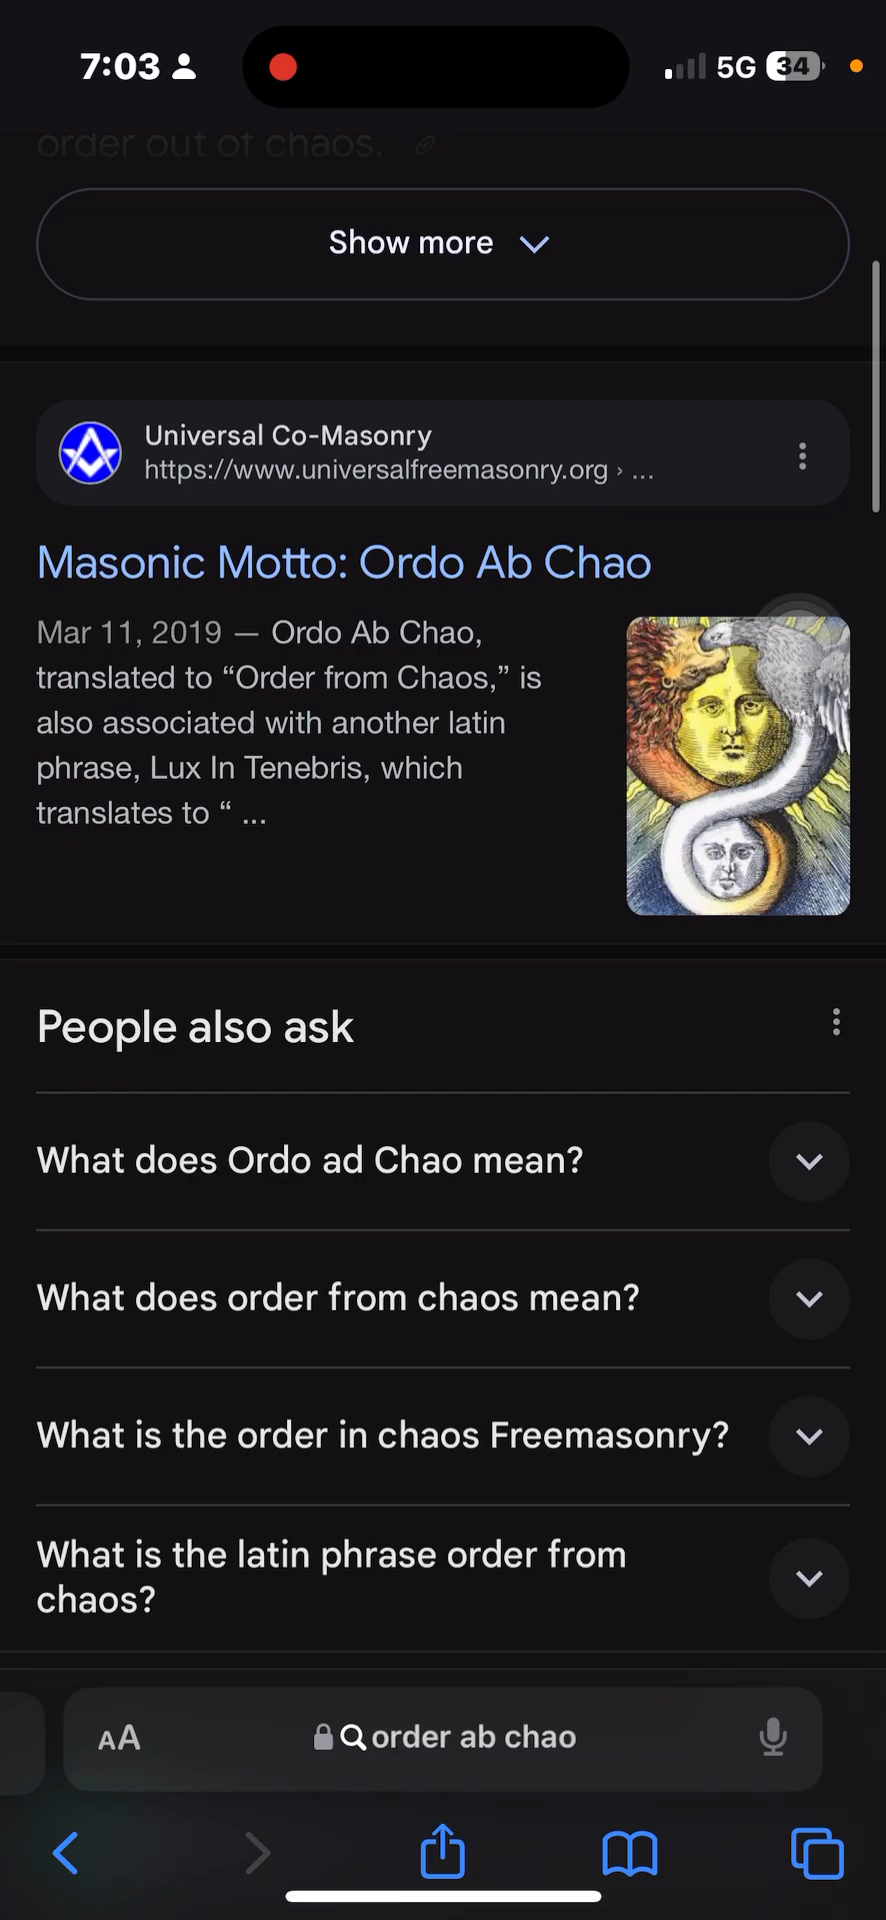 7:03
5G
34
order out of chaos.
Show more
Universal Co-Masonry
https://www.universalfreemasonry.org › ...
Masonic Motto: Ordo Ab Chao
Mar 11, 2019 — Ordo Ab Chao,
translated to “Order from Chaos,” is
also associated with another latin
phrase, Lux In Tenebris, which
translates to “ ...
People also ask
What does Ordo ad Chao mean?
What does order from chaos mean?
What is the order in chaos Freemasonry?
What is the latin phrase order from
chaos?
AA
order ab chao